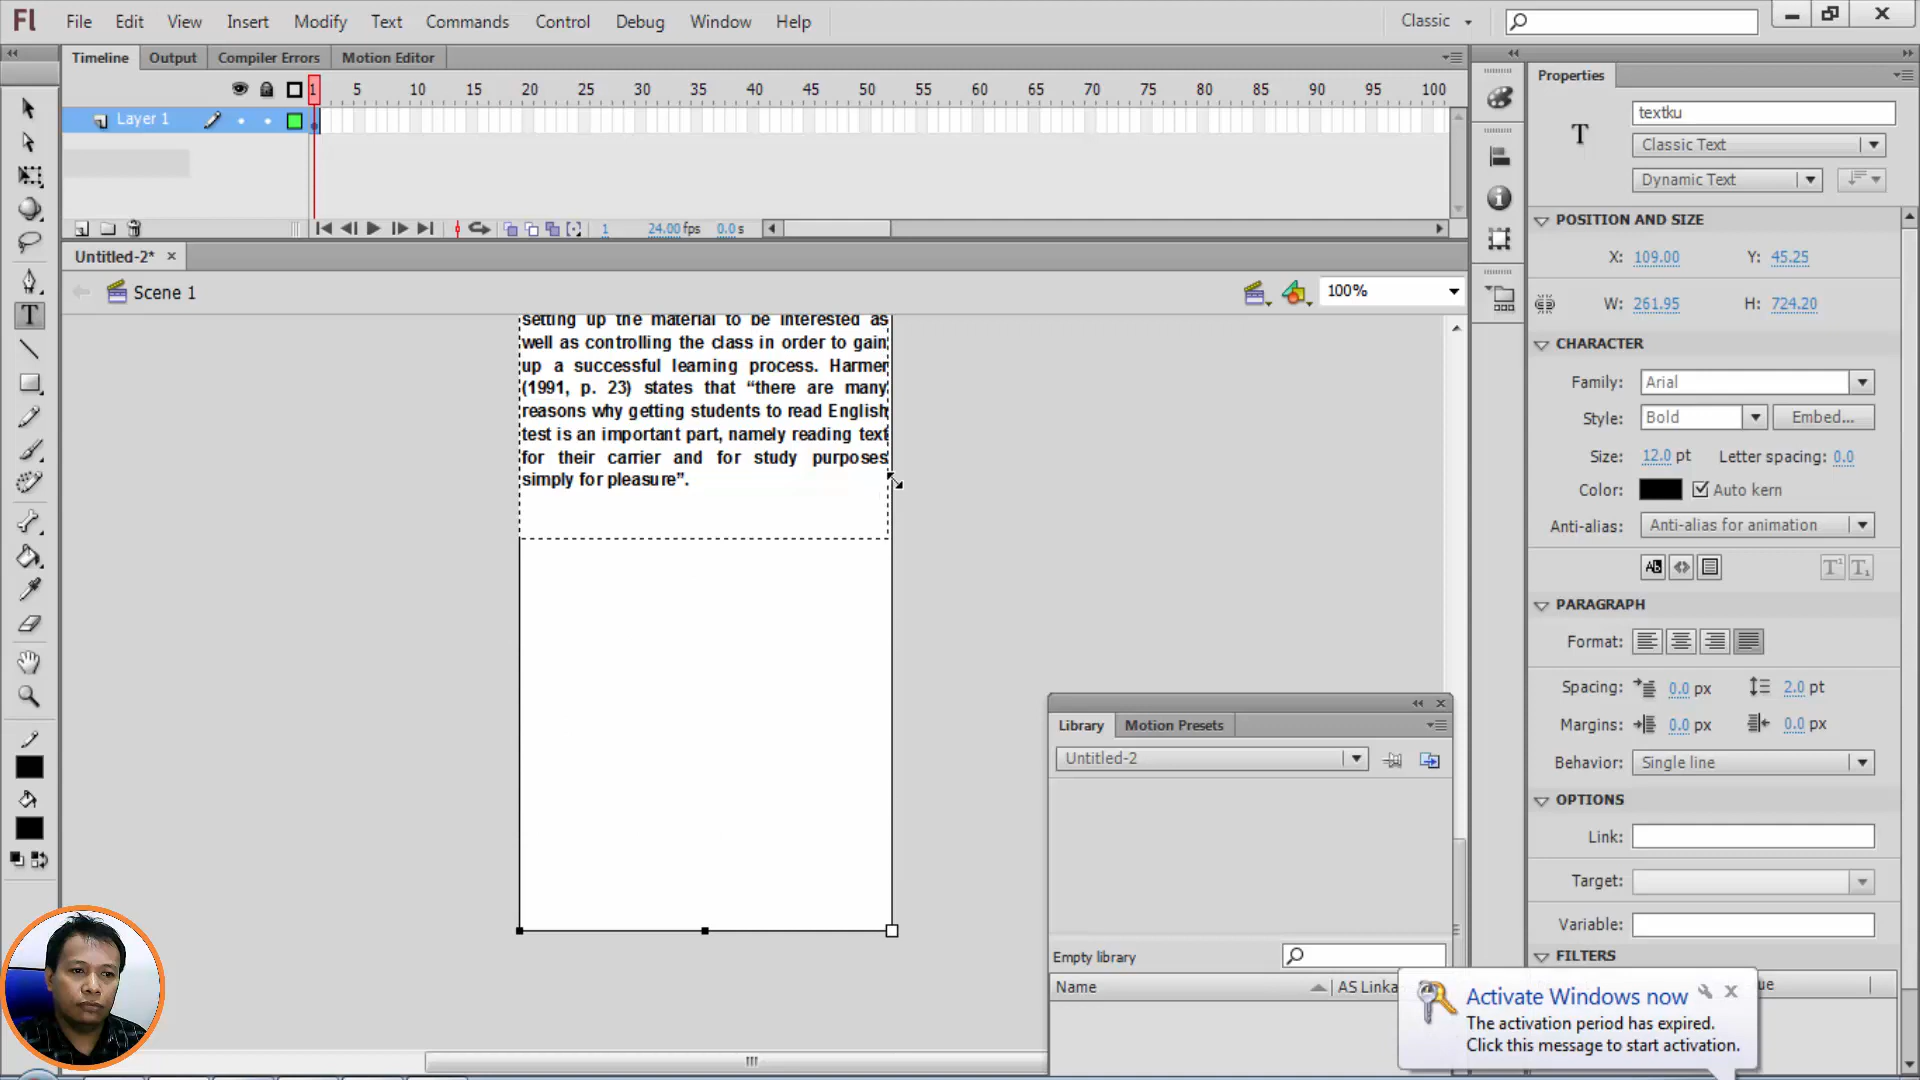 Fl File Edit View Insert Modify Text Commands Control Debug Window Help Classic
Timeline Output Compiler Errors Motion Editor
1 5 10 15 20 25 30 35 40 45 50 55 60 65 70 75 80 85 90 95 100
Layer 1
1 24.00 fps 0.0 s
Untitled-2*
Scene 1
100%
setting up the material to be interested as
well as controlling the class in order to gain
up a successful learning process. Harmer
(1991, p. 23) states that “there are many
reasons why getting students to read English
test is an important part, namely reading text
for their carrier and for study purposes
simply for pleasure”.
Library Motion Presets
Untitled-2
Empty library
Name AS Linka
Properties
T
textku
Classic Text
Dynamic Text
POSITION AND SIZE
X: 109.00 Y: 45.25
W: 261.95 H: 724.20
CHARACTER
Family: Arial
Style: Bold Embed...
Size: 12.0 pt Letter spacing: 0.0
Color: Auto kern
Anti-alias: Anti-alias for animation
PARAGRAPH
Format:
Spacing: 0.0 px 2.0 pt
Margins: 0.0 px 0.0 px
Behavior: Single line
OPTIONS
Link:
Target:
Variable:
FILTERS
ue
Activate Windows now
The activation period has expired.
Click this message to start activation.